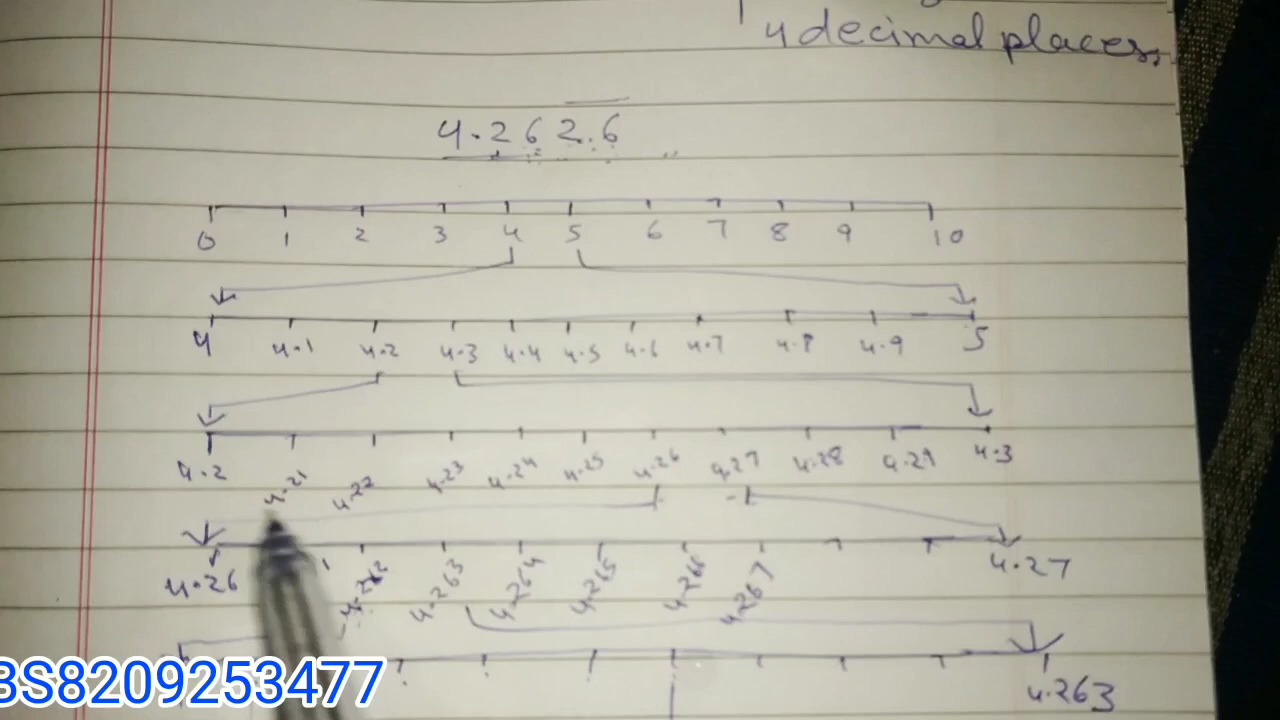 4 decimal places,
4.2626
0 1 2 3 4 5 6 7 8 9 10
4 4.1 4.2 4.3 4.4 4.5 4.6 4.7 4.8 4.9 5
4.2 4.21 4.22 4.23 4.24 4.25 4.26 4.27 4.28 4.29 4.3
4.26 4.262 4.263 4.264 4.265 4.266 4.267 4.27
4.263
BS8209253477